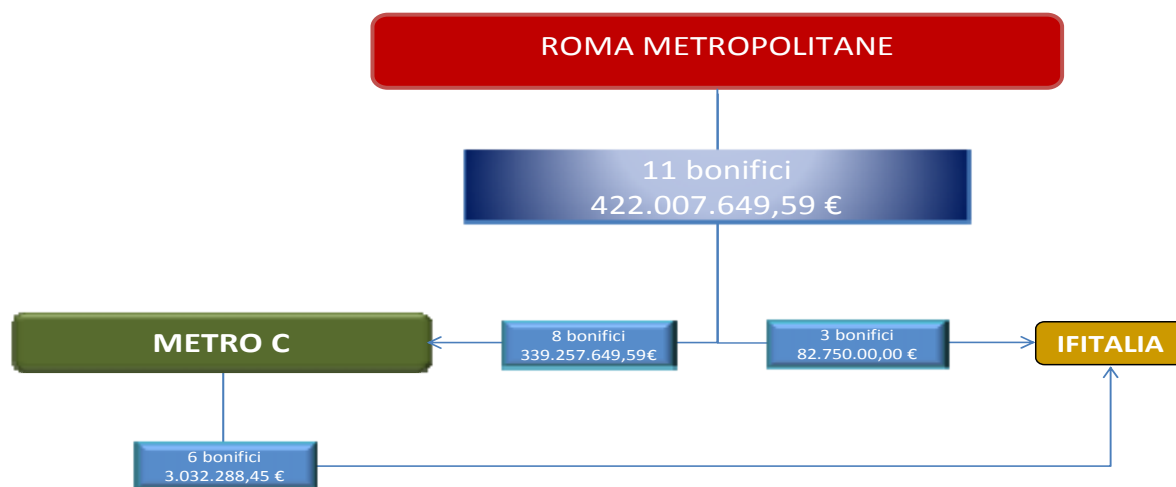 ROMA METROPOLITANE
11 bonifici
422.007.649,59 €
METRO C
8 bonifici
339.257.649,59€
3 bonifici
82.750.00,00 €
IFITALIA
6 bonifici
3.032.288,45 €